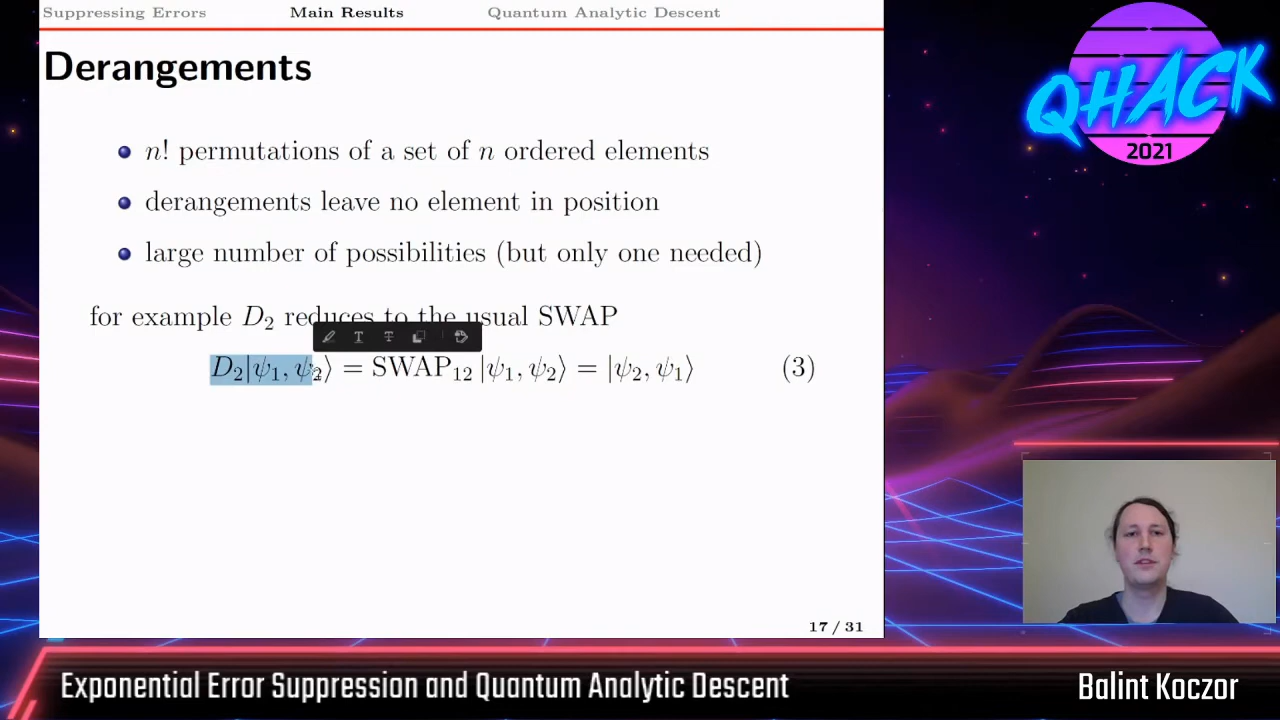 Suppressing Errors Main Results Quantum Analytic Descent
Derangements
n! permutations of a set of n ordered elements
derangements leave no element in position
large number of possibilities (but only one needed)
for example D₂ reduces to the usual SWAP
D₂|ψ₁, ψ₂⟩ = SWAP₁₂ |ψ₁, ψ₂⟩ = |ψ₂, ψ₁⟩ (3)
17 / 31
QHACK
2021
Exponential Error Suppression and Quantum Analytic Descent
Balint Koczor